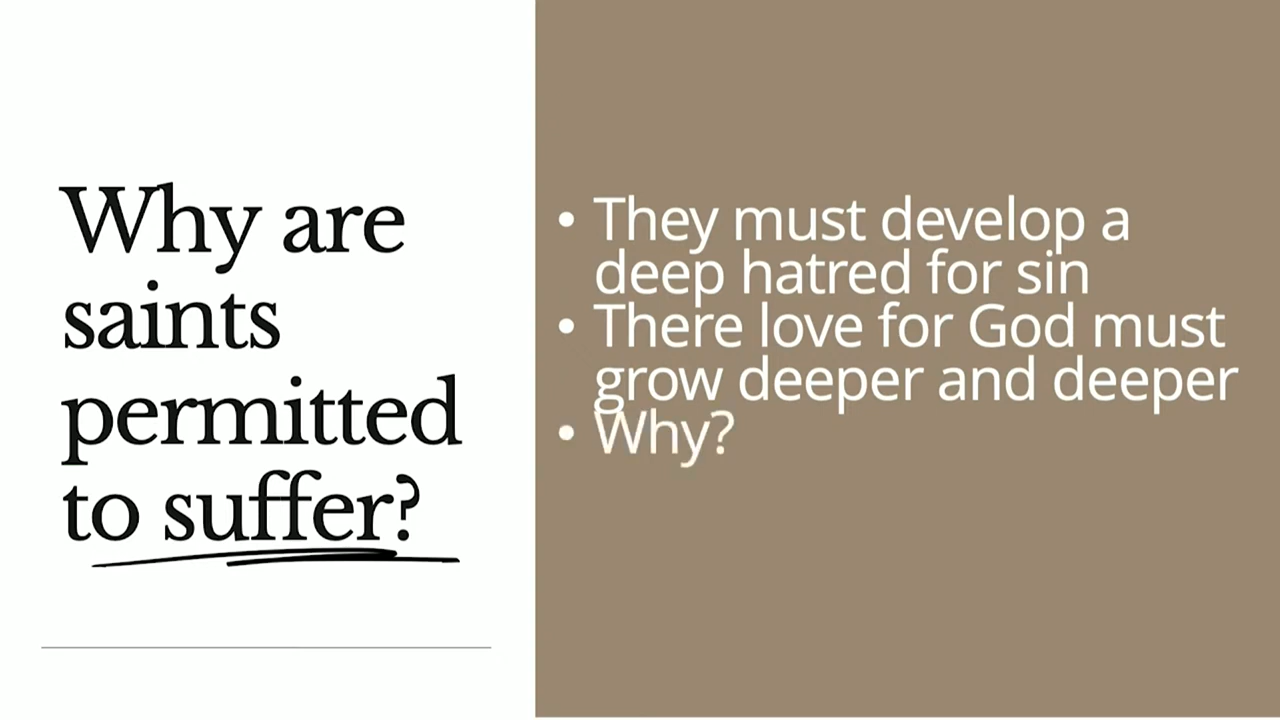 Why are
saints
permitted
to suffer?
• They must develop a
deep hatred for sin
• There love for God must
grow deeper and deeper
• Why?